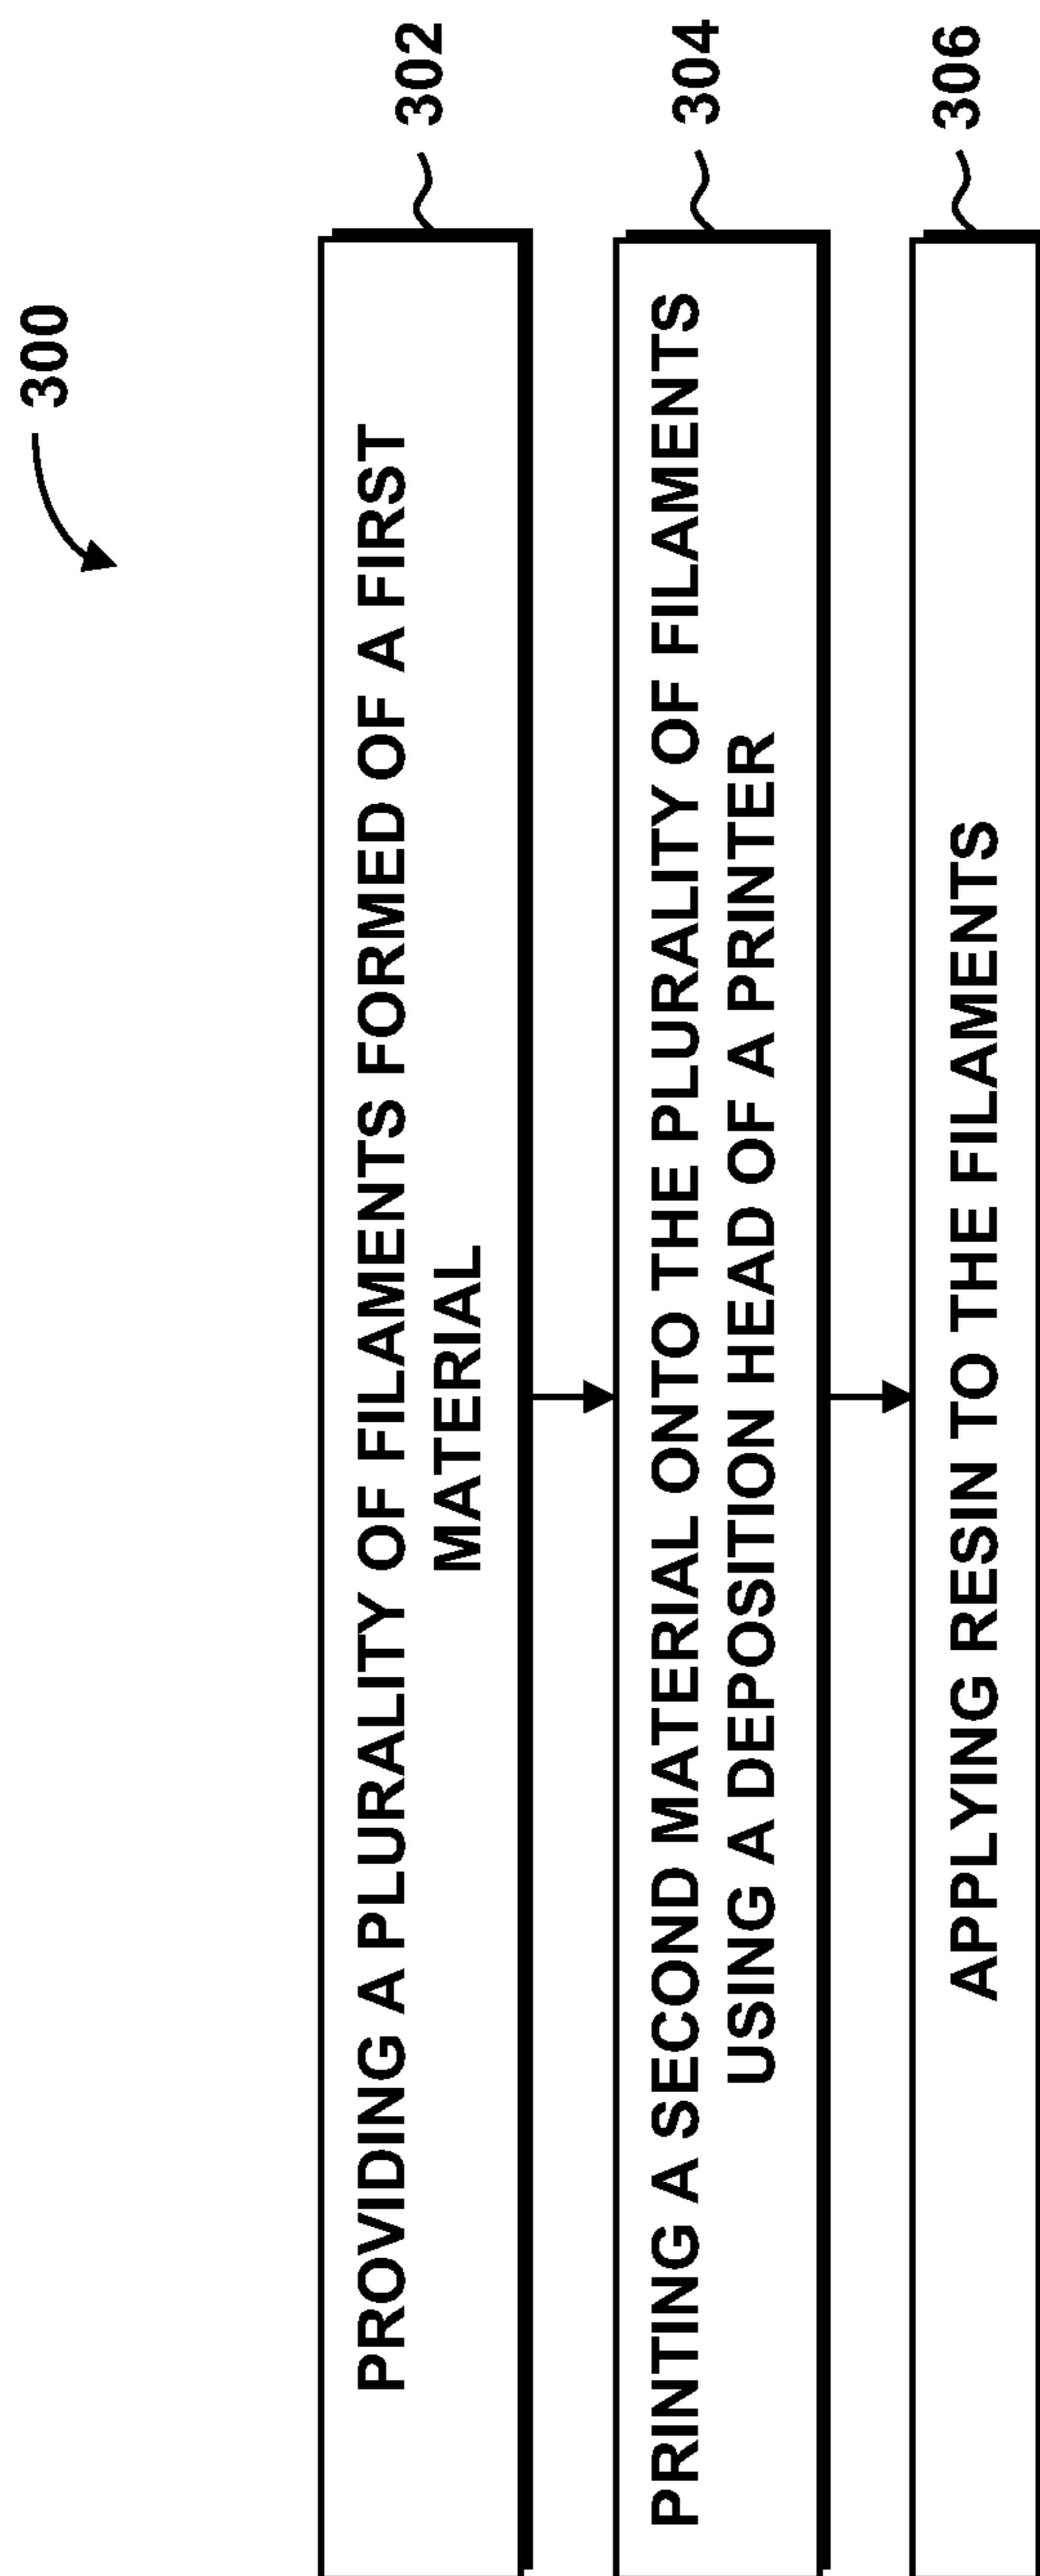 300
PROVIDING A PLURALITY OF FILAMENTS FORMED OF A FIRST
MATERIAL
302
PRINTING A SECOND MATERIAL ONTO THE PLURALITY OF FILAMENTS
USING A DEPOSITION HEAD OF A PRINTER
304
APPLYING RESIN TO THE FILAMENTS
306